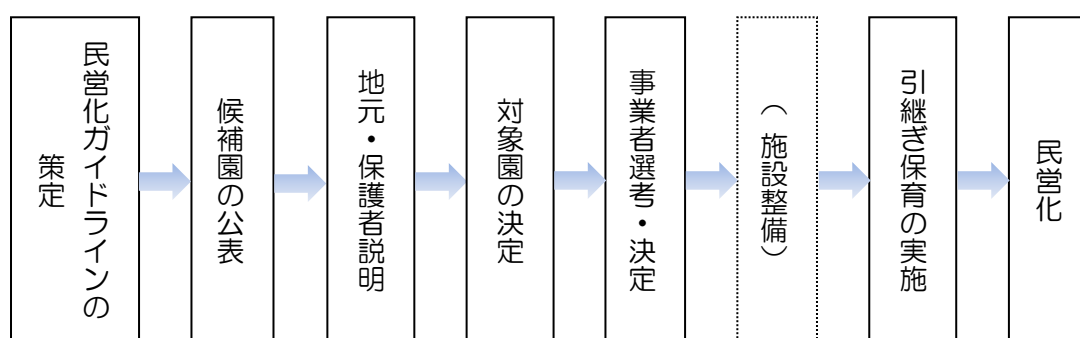 民営化ガイドラインの
策定
候補園の公表
地元・保護者説明
対象園の決定
事業者選考・決定
（施設整備）
引継ぎ保育の実施
民営化